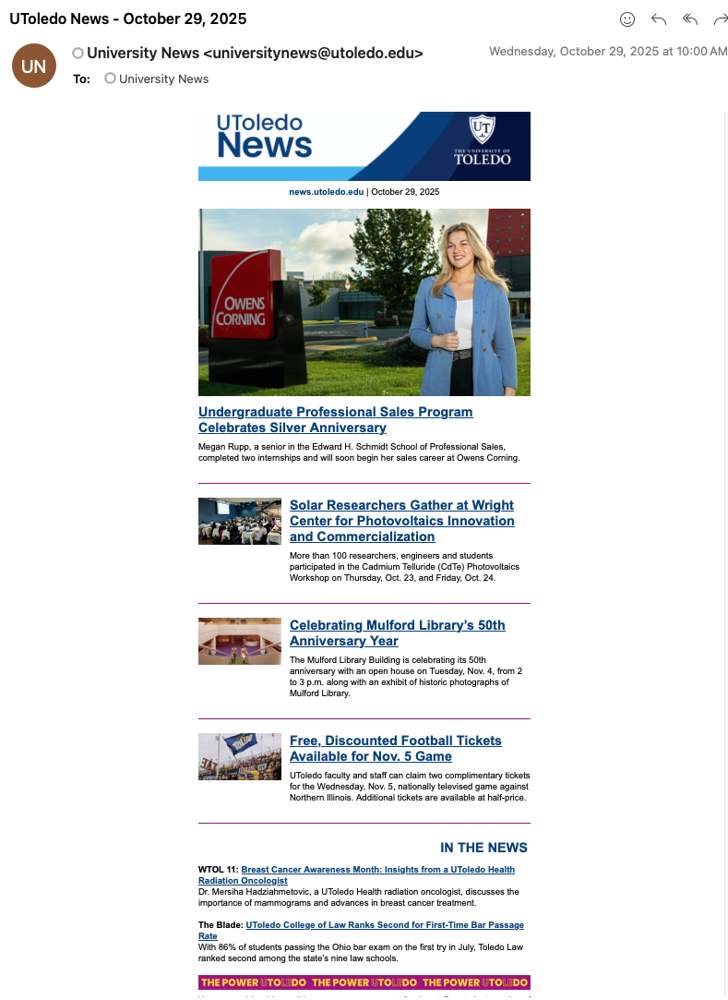 UToledo News - October 29, 2025
UN
University News <universitynews@utoledo.edu>
Wednesday, October 29, 2025 at 10:00 AM
To: University News
UToledo
News
UT
THE UNIVERSITY OF
TOLEDO
news.utoledo.edu | October 29, 2025
OWENS
CORNING
Undergraduate Professional Sales Program
Celebrates Silver Anniversary
Megan Rupp, a senior in the Edward H. Schmidt School of Professional Sales,
completed two internships and will soon begin her sales career at Owens Corning.
Solar Researchers Gather at Wright
Center for Photovoltaics Innovation
and Commercialization
More than 100 researchers, engineers and students
participated in the Cadmium Telluride (CdTe) Photovoltaics
Workshop on Thursday, Oct. 23, and Friday, Oct. 24.
Celebrating Mulford Library’s 50th
Anniversary Year
The Mulford Library Building is celebrating its 50th
anniversary with an open house on Tuesday, Nov. 4, from 2
to 3 p.m. along with an exhibit of historic photographs of
Mulford Library.
TOLEDO
Free, Discounted Football Tickets
Available for Nov. 5 Game
UToledo faculty and staff can claim two complimentary tickets
for the Wednesday, Nov. 5, nationally televised game against
Northern Illinois. Additional tickets are available at half-price.
IN THE NEWS
WTOL 11: Breast Cancer Awareness Month: Insights from a UToledo Health
Radiation Oncologist
Dr. Mersiha Hadziahmetovic, a UToledo Health radiation oncologist, discusses the
importance of mammograms and advances in breast cancer treatment.
The Blade: UToledo College of Law Ranks Second for First-Time Bar Passage
Rate
With 86% of students passing the Ohio bar exam on the first try in July, Toledo Law
ranked second among the state’s nine law schools.
THE POWER UTOLEDO THE POWER UTOLEDO THE POWER UTOLEDO